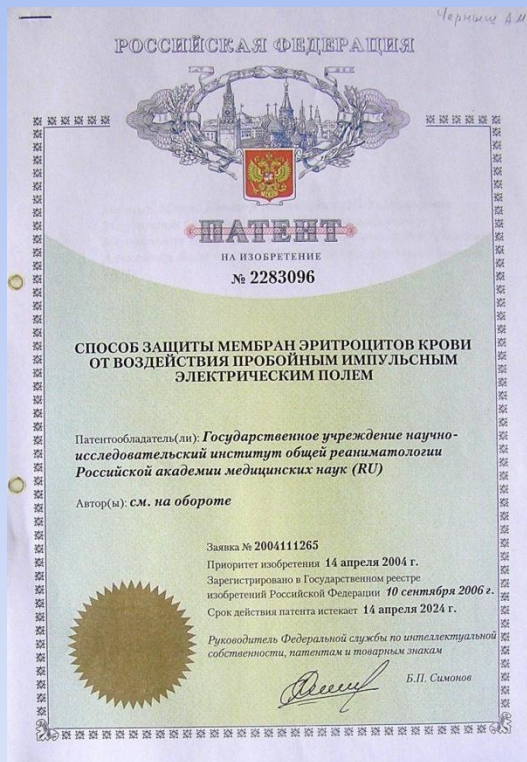 Черныш А.М
РОССИЙСКАЯ ФЕДЕРАЦИЯ
ПАТЕНТ
НА ИЗОБРЕТЕНИЕ
№ 2283096
СПОСОБ ЗАЩИТЫ МЕМБРАН ЭРИТРОЦИТОВ КРОВИ
ОТ ВОЗДЕЙСТВИЯ ПРОБОЙНЫМ ИМПУЛЬСНЫМ
ЭЛЕКТРИЧЕСКИМ ПОЛЕМ
Патентообладатель(ли): Государственное учреждение научно-
исследовательский институт общей реаниматологии
Российской академии медицинских наук (RU)
Автор(ы): см. на обороте
Заявка № 2004111265
Приоритет изобретения 14 апреля 2004 г.
Зарегистрировано в Государственном реестре
изобретений Российской Федерации 10 сентября 2006 г.
Срок действия патента истекает 14 апреля 2024 г.
Руководитель Федеральной службы по интеллектуальной
собственности, патентам и товарным знакам
Б.П. Симонов